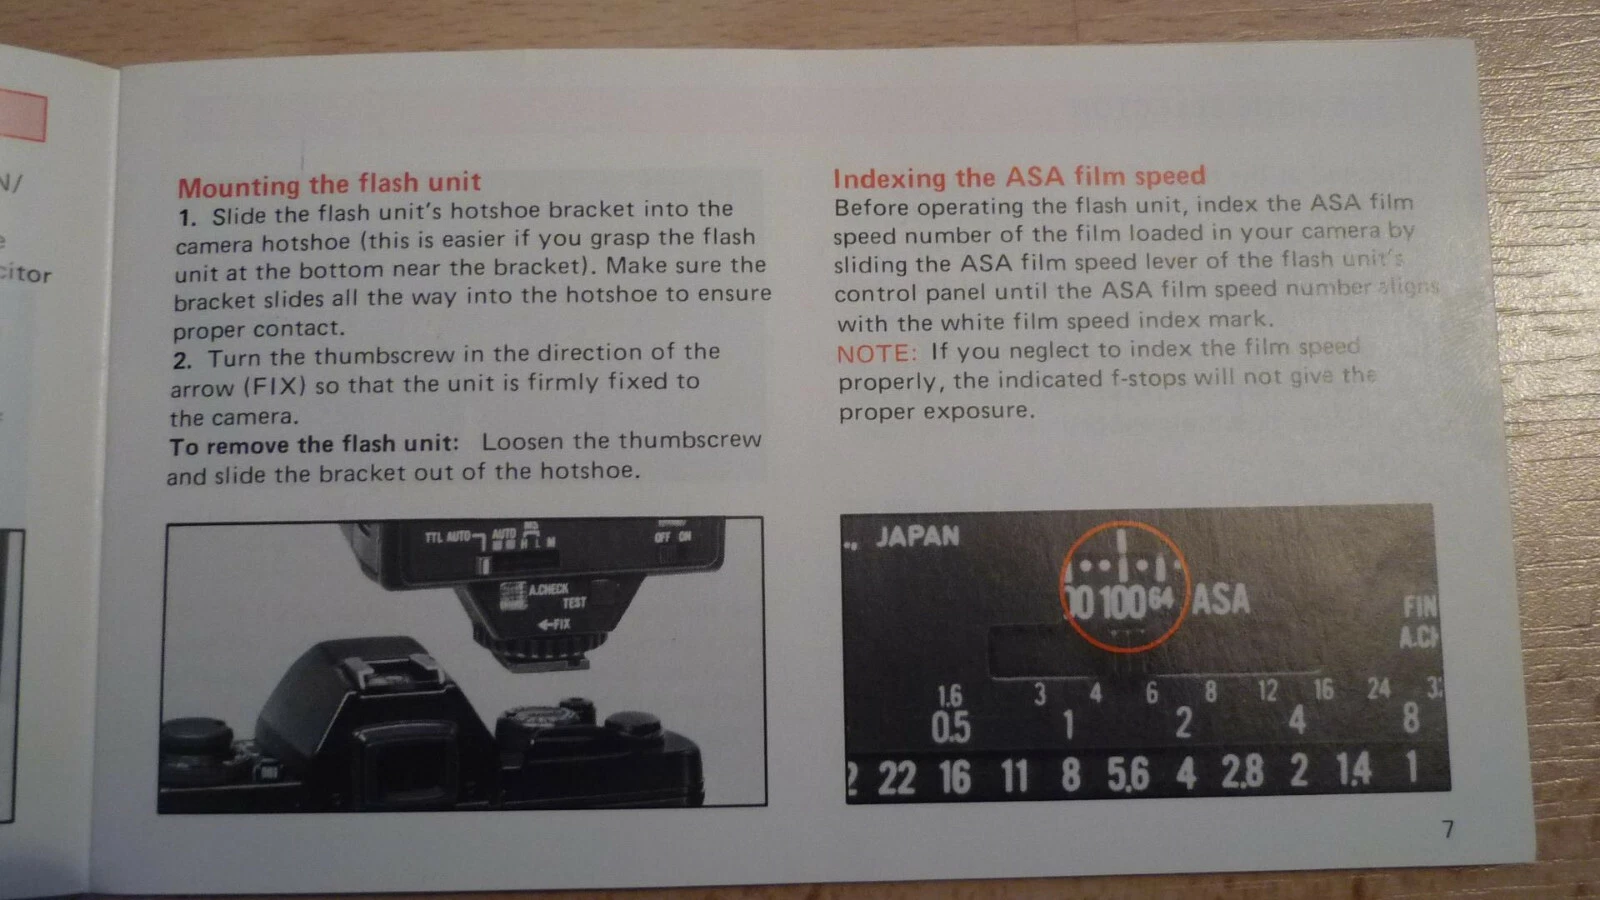 N/
citor
Mounting the flash unit
1. Slide the flash unit's hotshoe bracket into the
camera hotshoe (this is easier if you grasp the flash
unit at the bottom near the bracket). Make sure the
bracket slides all the way into the hotshoe to ensure
proper contact.
2. Turn the thumbscrew in the direction of the
arrow (FIX) so that the unit is firmly fixed to
the camera.
To remove the flash unit: Loosen the thumbscrew
and slide the bracket out of the hotshoe.
TTL AUTO AUTO H L M OFF ON
A.CHECK
TEST
FIX
Indexing the ASA film speed
Before operating the flash unit, index the ASA film
speed number of the film loaded in your camera by
sliding the ASA film speed lever of the flash unit's
control panel until the ASA film speed number aligns
with the white film speed index mark.
NOTE: If you neglect to index the film speed
properly, the indicated f-stops will not give the
proper exposure.
JAPAN
00 100 64 ASA
FIN
A.CH
1.6 3 4 6 8 12 16 24
0.5 1 2 4 8
22 16 11 8 5.6 4 2.8 2 1.4 1
7